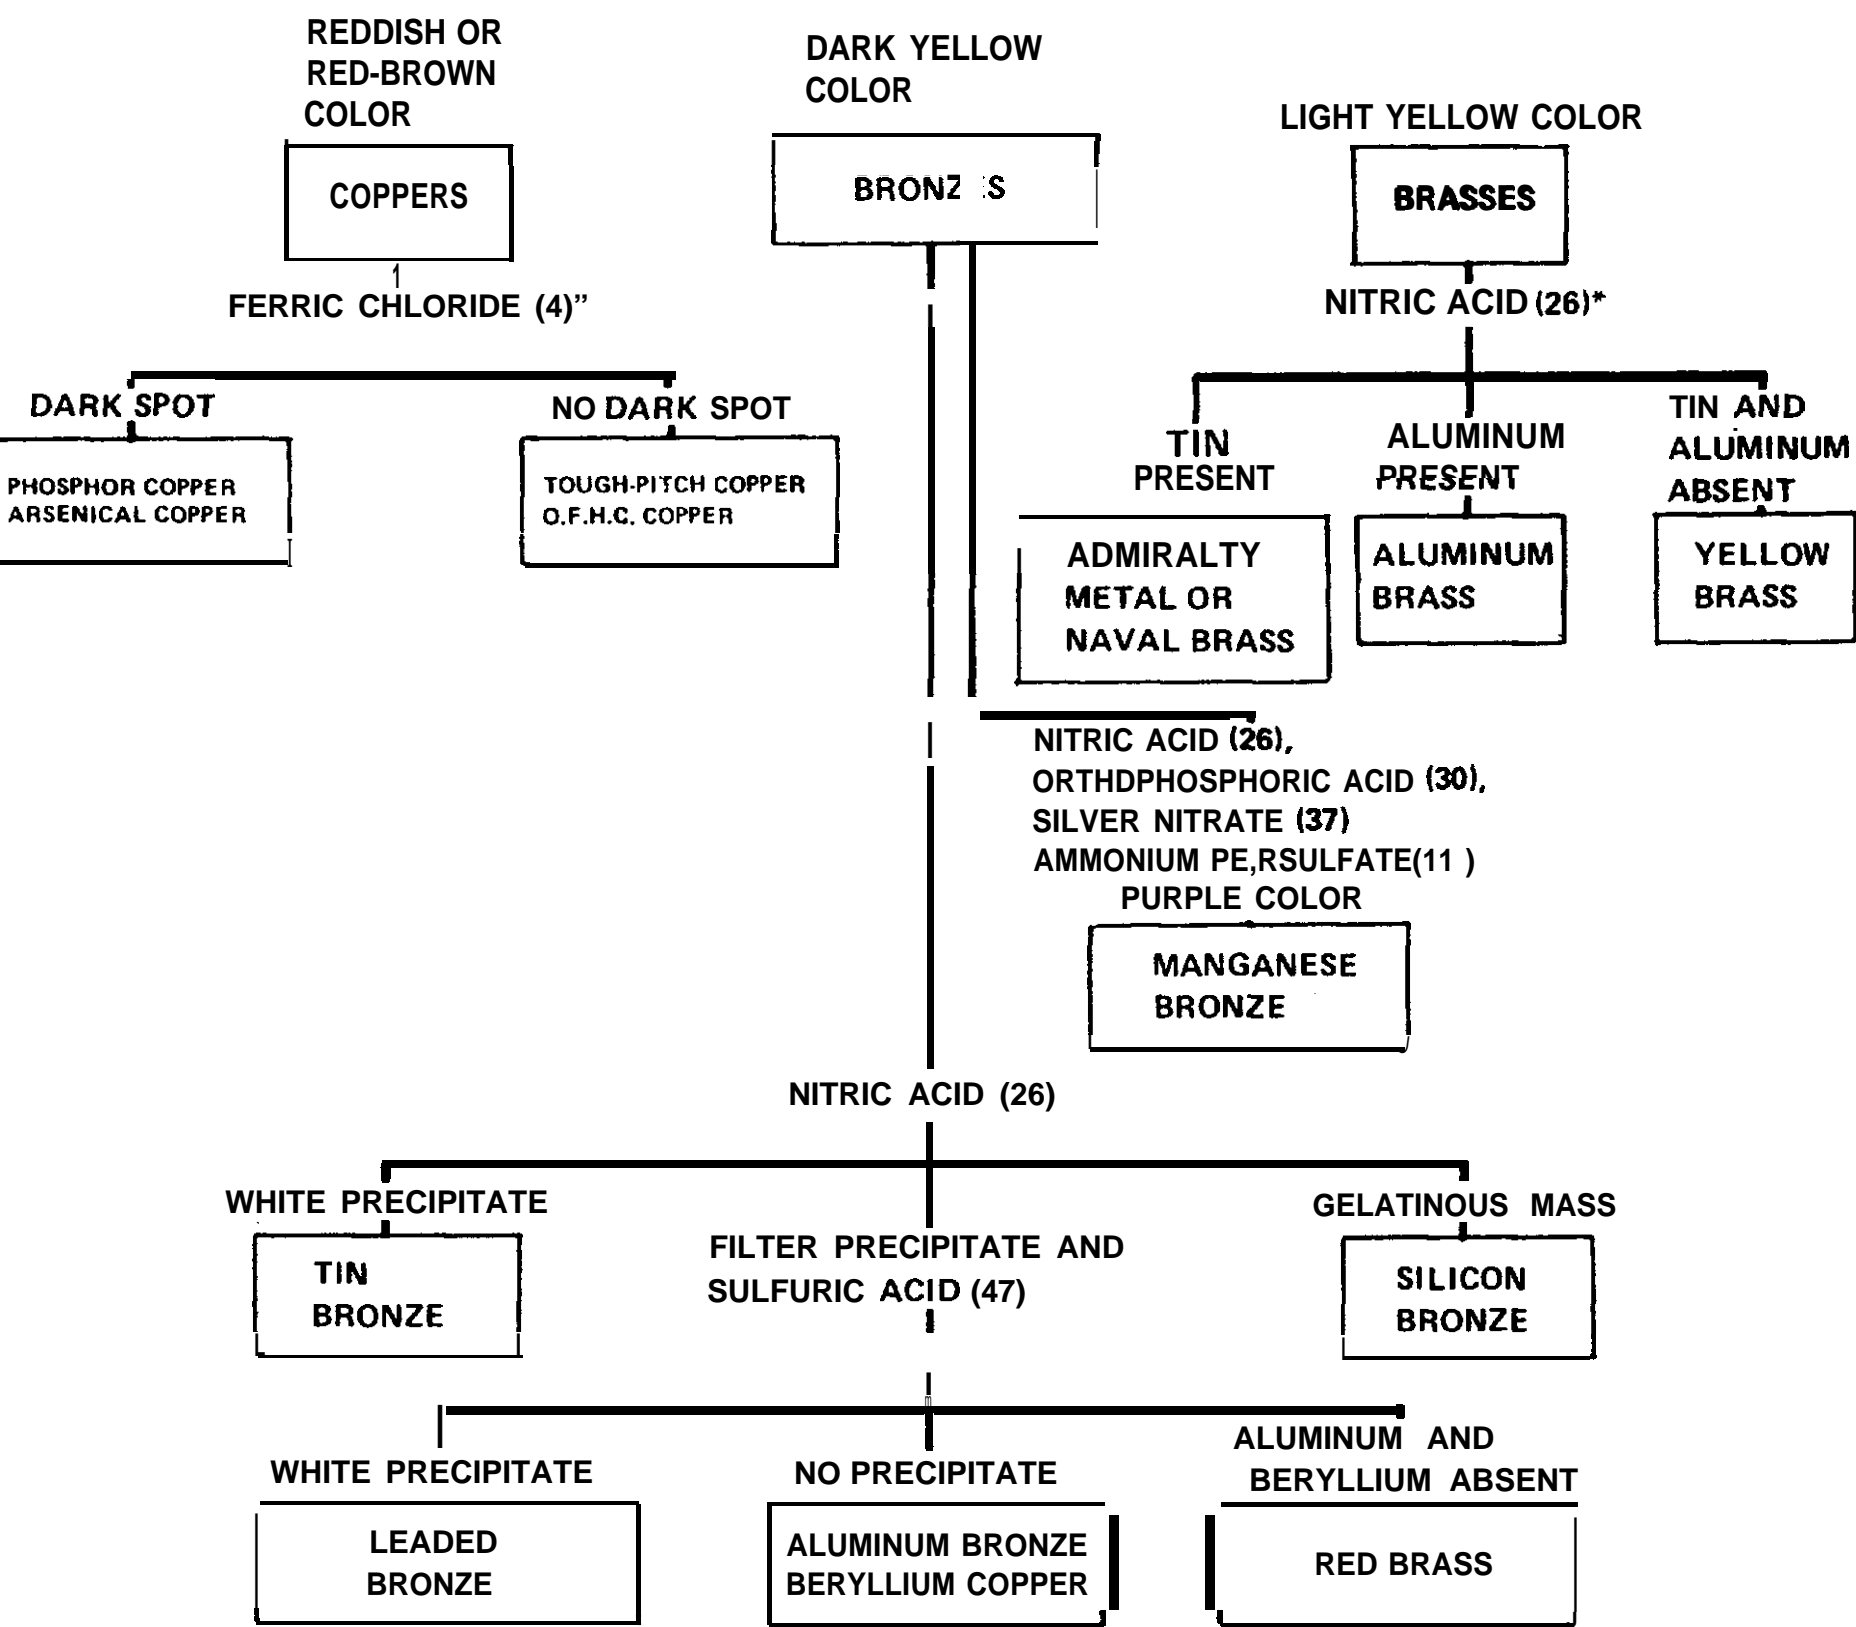 REDDISH OR
RED-BROWN
COLOR
COPPERS
FERRIC CHLORIDE (4)”
DARK SPOT
PHOSPHOR COPPER
ARSENICAL COPPER
NO DARK SPOT
TOUGH-PITCH COPPER
O.F.H.C. COPPER
DARK YELLOW
COLOR
BRONZ S
LIGHT YELLOW COLOR
BRASSES
NITRIC ACID (26)*
TIN
PRESENT
ADMIRALTY
METAL OR
NAVAL BRASS
ALUMINUM
PRESENT
ALUMINUM
BRASS
TIN AND
ALUMINUM
ABSENT
YELLOW
BRASS
NITRIC ACID (26),
ORTHDPHOSPHORIC ACID (30),
SILVER NITRATE (37)
AMMONIUM PE,RSULFATE(11 )
PURPLE COLOR
MANGANESE
BRONZE
NITRIC ACID (26)
WHITE PRECIPITATE
TIN
BRONZE
FILTER PRECIPITATE AND
SULFURIC ACID (47)
GELATINOUS MASS
SILICON
BRONZE
WHITE PRECIPITATE
LEADED
BRONZE
NO PRECIPITATE
ALUMINUM BRONZE
BERYLLIUM COPPER
ALUMINUM AND
BERYLLIUM ABSENT
RED BRASS